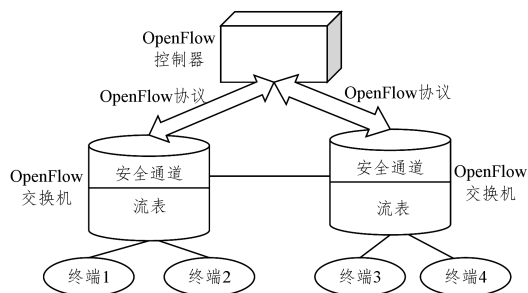 OpenFlow
控制器
OpenFlow协议
OpenFlow协议
OpenFlow
交换机
安全通道
流表
安全通道
流表
OpenFlow
交换机
终端1
终端2
终端3
终端4